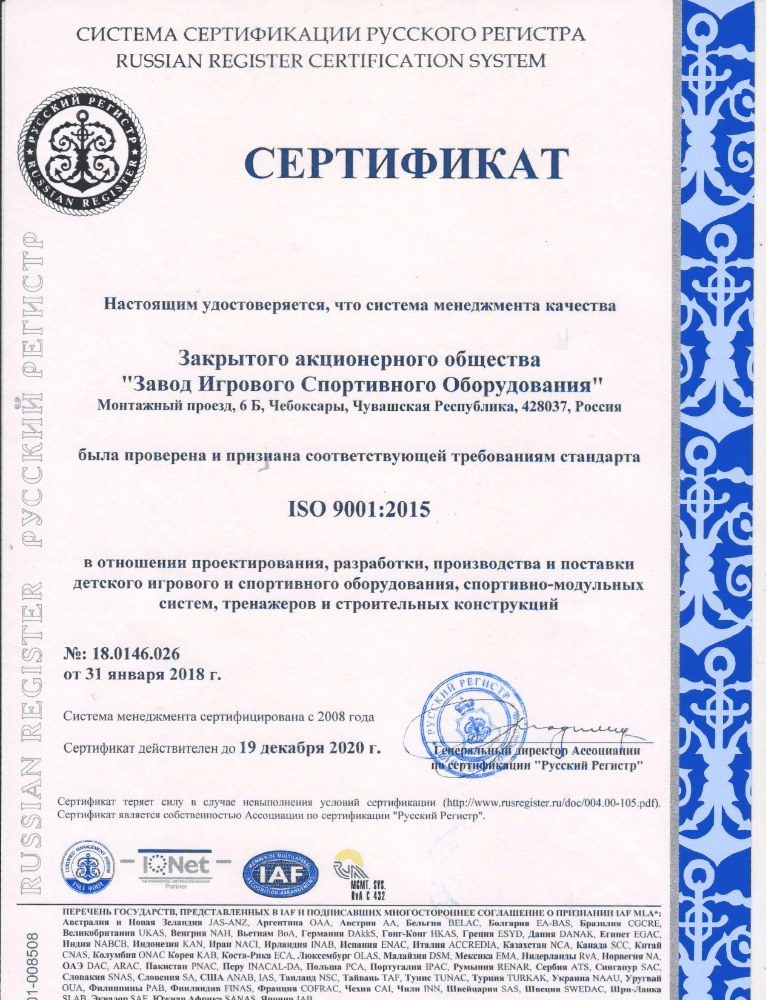 СИСТЕМА СЕРТИФИКАЦИИ РУССКОГО РЕГИСТРА
RUSSIAN REGISTER CERTIFICATION SYSTEM
РУССКИЙ РЕГИСТР
RUSSIAN REGISTER
СЕРТИФИКАТ
Настоящим удостоверяется, что система менеджмента качества
Закрытого акционерного общества
"Завод Игрового Спортивного Оборудования"
Монтажный проезд, 6 Б, Чебоксары, Чувашская Республика, 428037, Россия
была проверена и признана соответствующей требованиям стандарта
ISO 9001:2015
в отношении проектирования, разработки, производства и поставки
детского игрового и спортивного оборудования, спортивно-модульных
систем, тренажеров и строительных конструкций
№: 18.0146.026
от 31 января 2018 г.
Система менеджмента сертифицирована с 2008 года
Сертификат действителен до 19 декабря 2020 г.
РУССКИЙ РЕГИСТР
Генеральный директор Ассоциации
по сертификации "Русский Регистр"
RUSSIAN REGISTER РУССКИЙ РЕГИСТР
Сертификат теряет силу в случае невыполнения условий сертификации (http://www.rusregister.ru/doc/004.00-105.pdf).
Сертификат является собственностью Ассоциации по сертификации "Русский Регистр".
CERTIFIED MANAGEMENT SYSTEM
ISO 9001
IQNet
Partner
MEMBER OF MULTILATERAL
IAF
RECOGNITION ARRANGEMENT
MGMT. SYS.
RvA C 432
ПЕРЕЧЕНЬ ГОСУДАРСТВ, ПРЕДСТАВЛЕННЫХ В IAF И ПОДПИСАВШИХ МНОГОСТОРОННЕЕ СОГЛАШЕНИЕ О ПРИЗНАНИИ IAF MLA*:
Австралия и Новая Зеландия JAS-ANZ, Аргентина OAA, Австрия AA, Бельгия BELAC, Болгария EA-BAS, Бразилия CGCRE,
Великобритания UKAS, Венгрия NAH, Вьетнам BoA, Германия DAkkS, Гонг-Конг HKAS, Греция ESYD, Дания DANAK, Египет EGAC,
Индия NABCB, Индонезия KAN, Иран NACI, Ирландия INAB, Испания ENAC, Италия ACCREDIA, Казахстан NCA, Канада SCC, Китай
CNAS, Колумбия ONAC Корея KAB, Коста-Рика ECA, Люксембург OLAS, Малайзия DSM, Мексика EMA, Нидерланды RvA, Норвегия NA,
ОАЭ DAC, ARAC, Пакистан PNAC, Перу INACAL-DA, Польша PCA, Португалия IPAC, Румыния RENAR, Сербия ATS, Сингапур SAC,
Словакия SNAS, Словения SA, США ANAB, IAS, Таиланд NSC, Тайвань TAF, Тунис TUNAC, Турция TURKAK, Украина NAAU, Уругвай
OUA, Филиппины PAB, Финляндия FINAS, Франция COFRAC, Чехия CAI, Чили INN, Швейцария SAS, Швеция SWEDAC, Шри-Ланка
SLAB, Эквадор SAE, Южная Африка SANAS, Япония JAB
01-008508